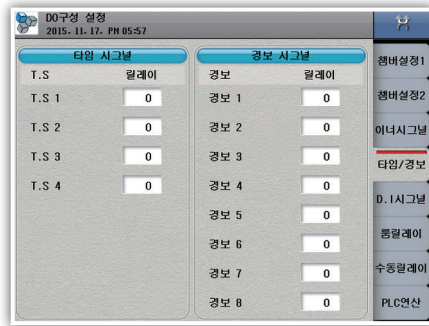 DO구성 설정
2015. 11. 17. PM 05:57
타임 시그널
T.S 릴레이
T.S 1 0
T.S 2 0
T.S 3 0
T.S 4 0
경보 시그널
경보 릴레이
경보 1 0
경보 2 0
경보 3 0
경보 4 0
경보 5 0
경보 6 0
경보 7 0
경보 8 0
챔버설정1
챔버설정2
이너시그널
타임/경보
D.I시그널
룸릴레이
수동릴레이
PLC연산